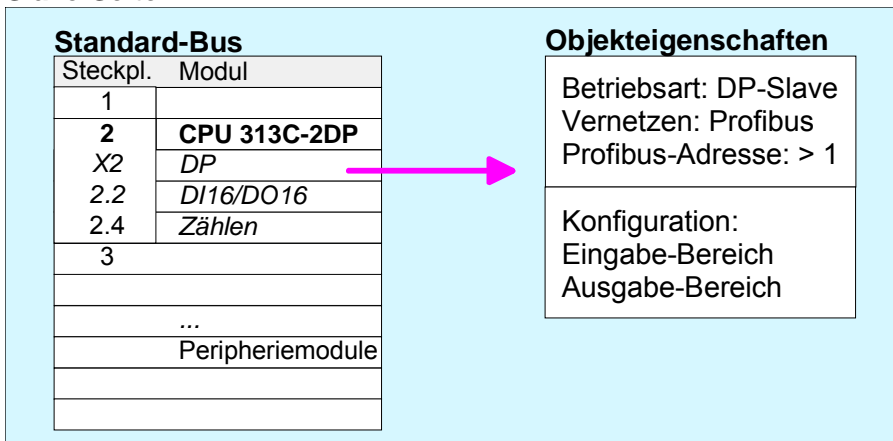 Standard-Bus
Steckpl. Modul
1
2 CPU 313C-2DP
X2 DP
2.2 DI16/DO16
2.4 Zählen
3
...
Peripheriemodule
Objekteigenschaften
Betriebsart: DP-Slave
Vernetzen: Profibus
Profibus-Adresse: > 1
Konfiguration:
Eingabe-Bereich
Ausgabe-Bereich